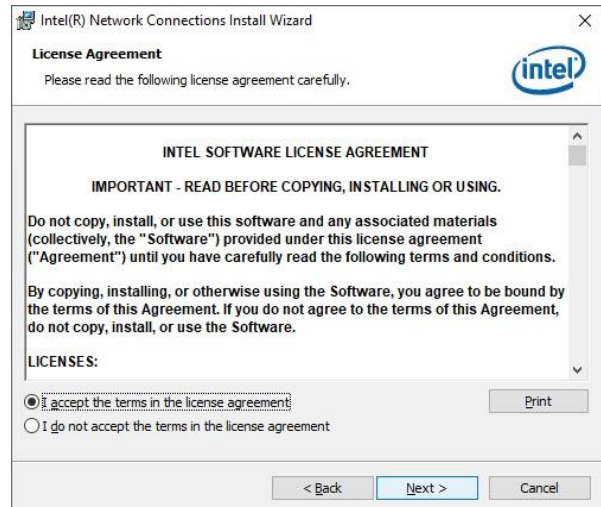 Intel(R) Network Connections Install Wizard
License Agreement
Please read the following license agreement carefully.
intel
INTEL SOFTWARE LICENSE AGREEMENT
IMPORTANT - READ BEFORE COPYING, INSTALLING OR USING.
Do not copy, install, or use this software and any associated materials
(collectively, the "Software") provided under this license agreement
("Agreement") until you have carefully read the following terms and conditions.
By copying, installing, or otherwise using the Software, you agree to be bound by
the terms of this Agreement. If you do not agree to the terms of this Agreement,
do not copy, install, or use the Software.
LICENSES:
I accept the terms in the license agreement
Print
I do not accept the terms in the license agreement
< Back
Next >
Cancel